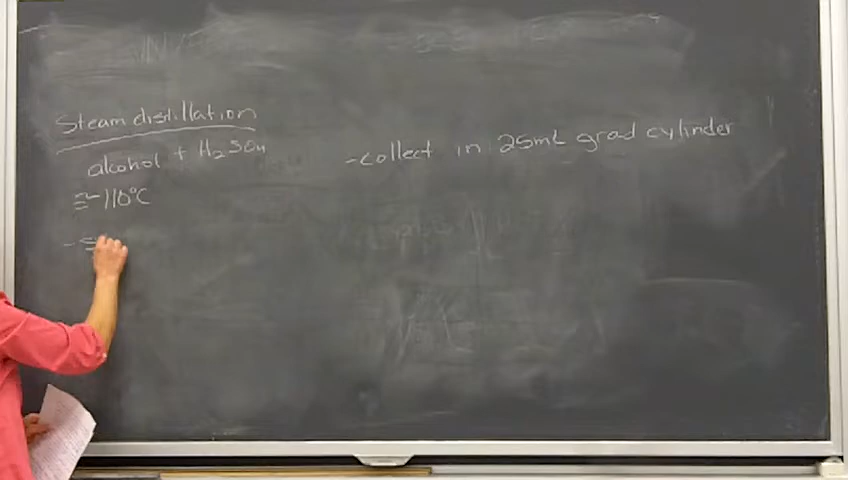 Steam distillation
alcohol + H₂SO₄
≅ 110°C
- S
-collect in 25mL grad cylinder